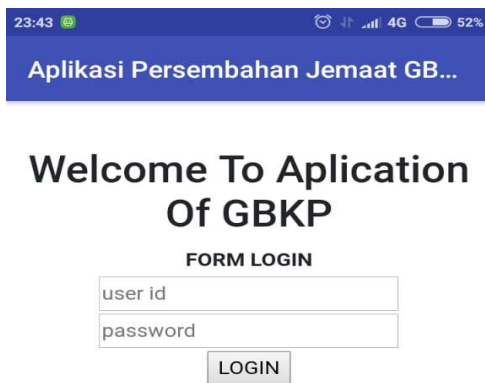 23:43 4G 52%
Aplikasi Persembahan Jemaat GB...
Welcome To Aplication
Of GBKP
FORM LOGIN
user id
password
LOGIN